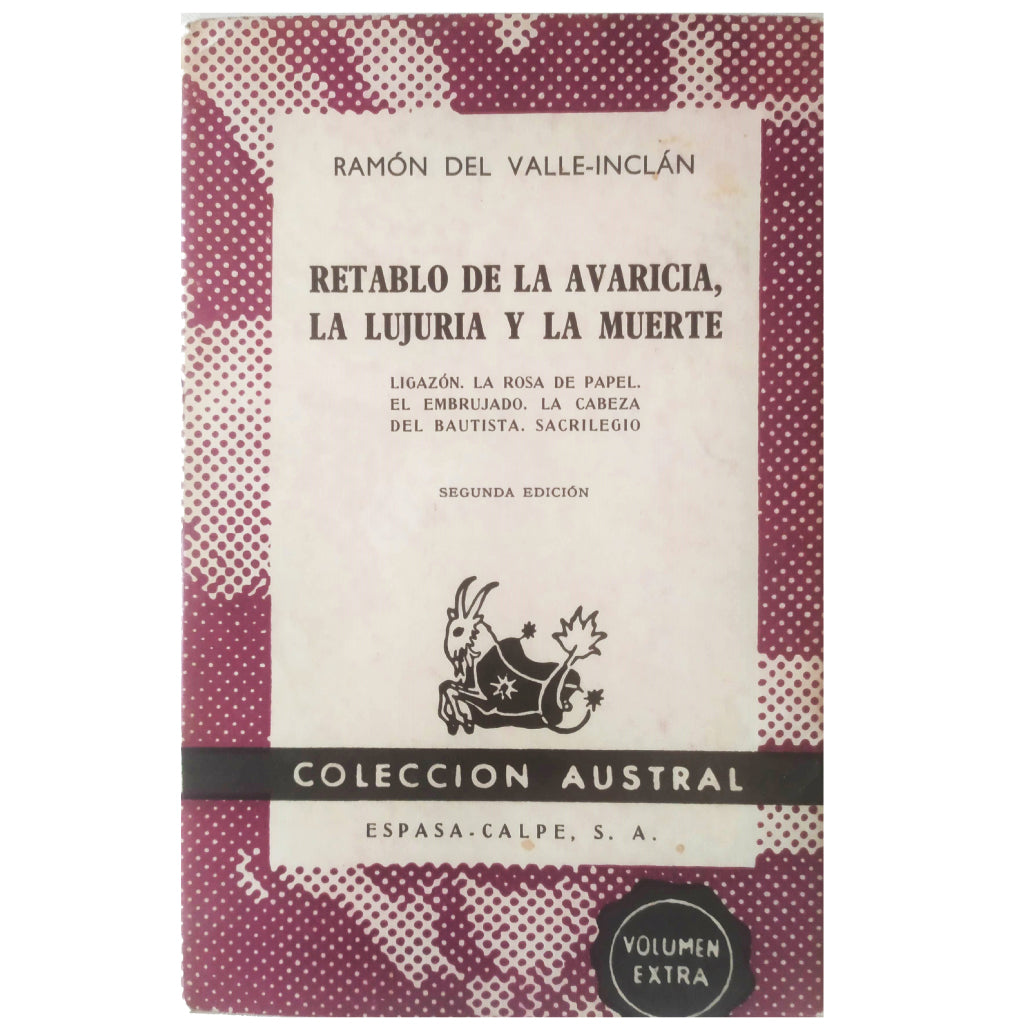 RAMÓN DEL VALLE-INCLÁN
RETABLO DE LA AVARICIA,
LA LUJURIA Y LA MUERTE
LIGAZÓN. LA ROSA DE PAPEL.
EL EMBRUJADO. LA CABEZA
DEL BAUTISTA. SACRILEGIO
SEGUNDA EDICIÓN
COLECCION AUSTRAL
ESPASA-CALPE, S. A.
VOLUMEN
EXTRA